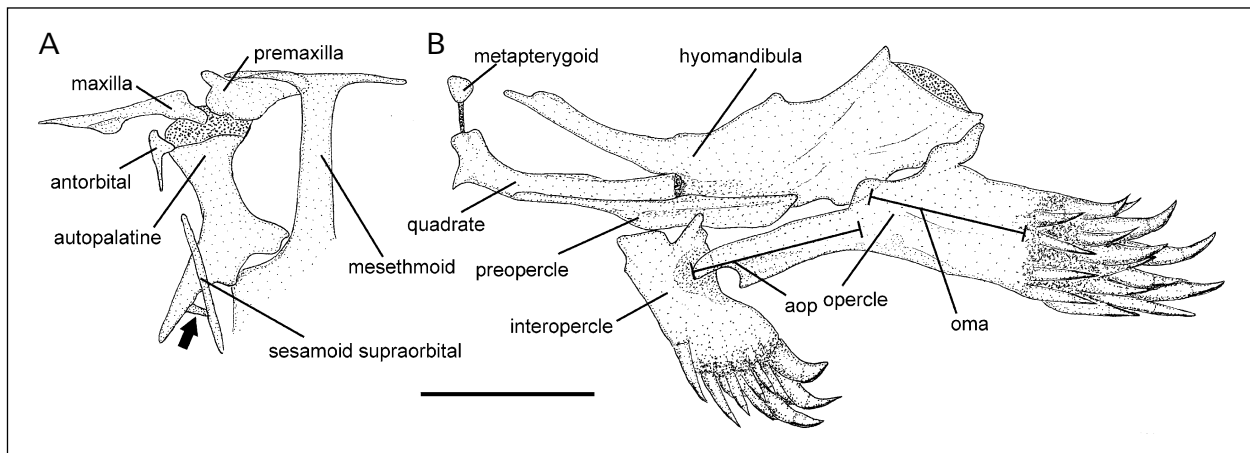 A
premaxilla
maxilla
antorbital
autopalatine
mesethmoid
sesamoid supraorbital
B
metapterygoid
hyomandibula
quadrate
preopercle
interopercle
aop
opercle
oma